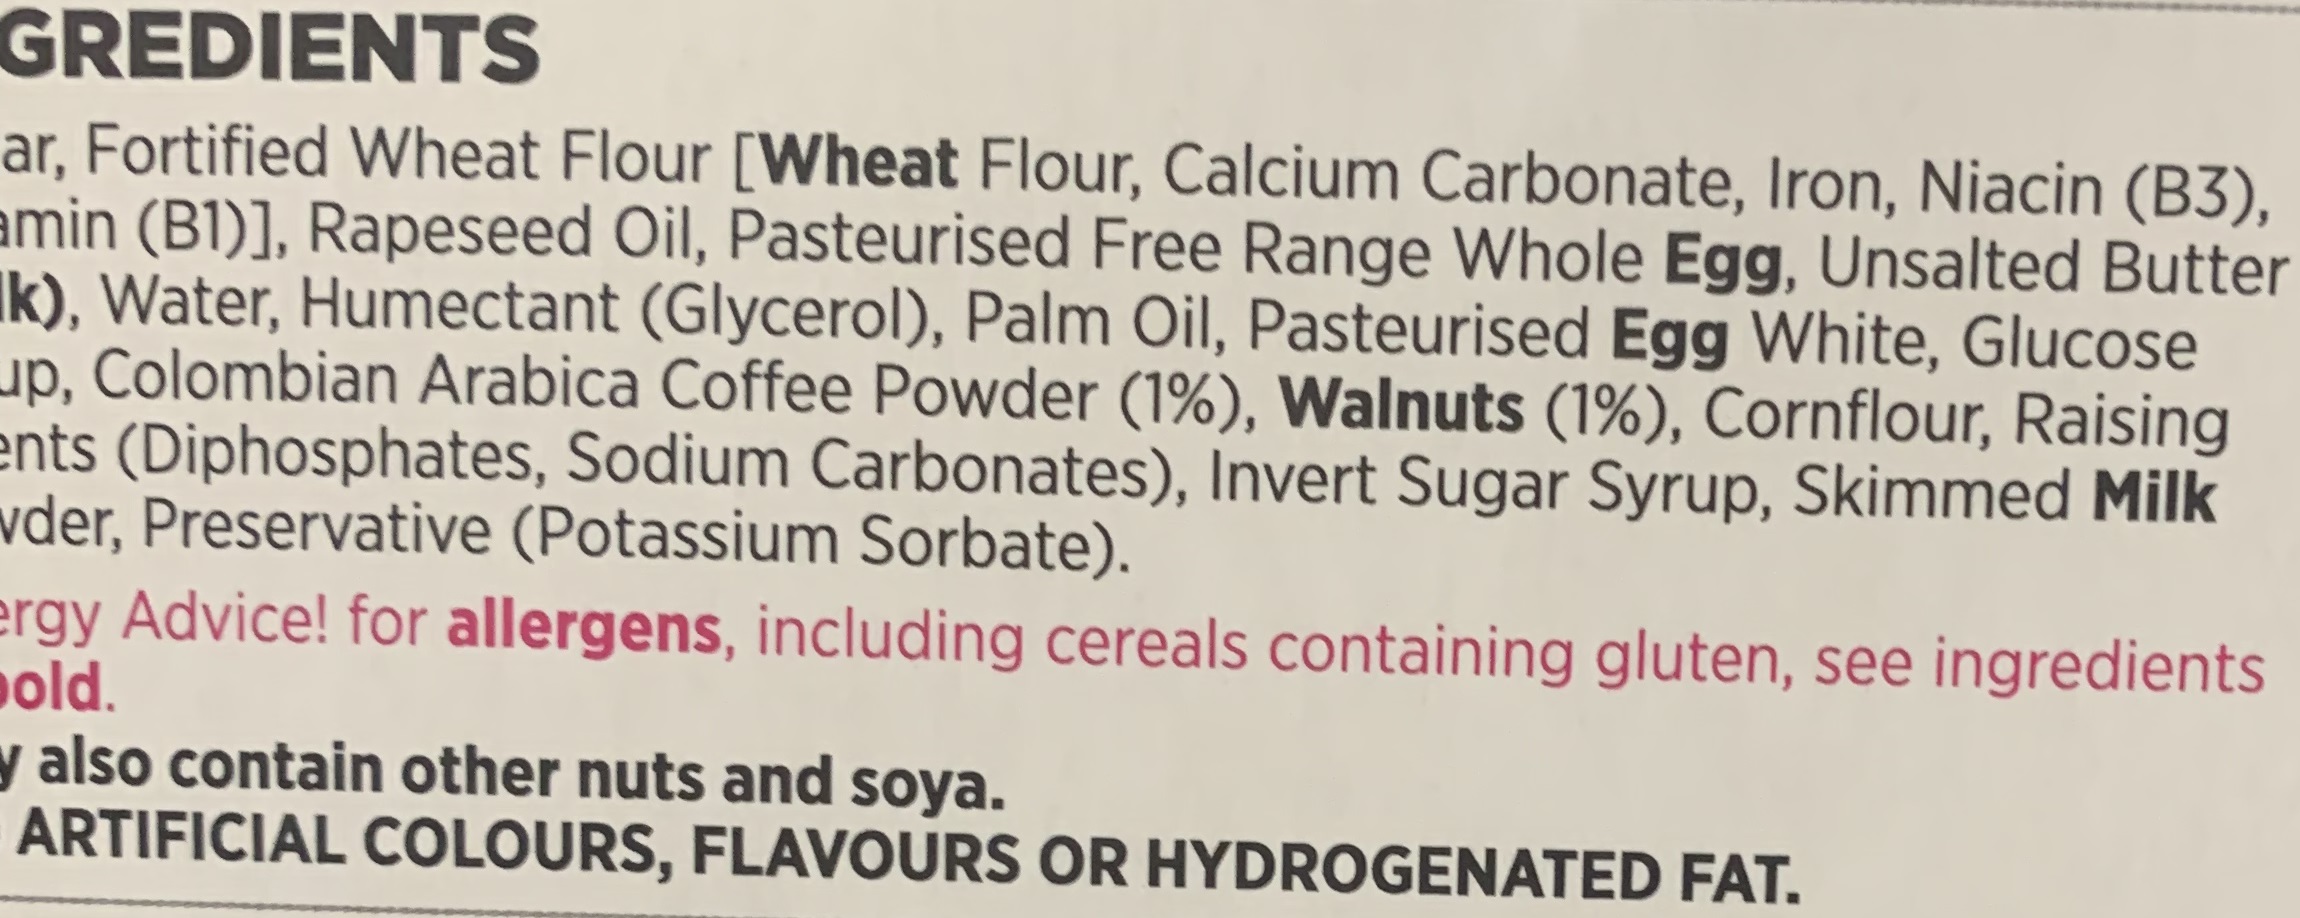 GREDIENTS
ar, Fortified Wheat Flour [Wheat Flour, Calcium Carbonate, Iron, Niacin (B3),
amin (B1)], Rapeseed Oil, Pasteurised Free Range Whole Egg, Unsalted Butter
lk), Water, Humectant (Glycerol), Palm Oil, Pasteurised Egg White, Glucose
up, Colombian Arabica Coffee Powder (1%), Walnuts (1%), Cornflour, Raising
ents (Diphosphates, Sodium Carbonates), Invert Sugar Syrup, Skimmed Milk
wder, Preservative (Potassium Sorbate).
ergy Advice! for allergens, including cereals containing gluten, see ingredients
bold.
y also contain other nuts and soya.
ARTIFICIAL COLOURS, FLAVOURS OR HYDROGENATED FAT.